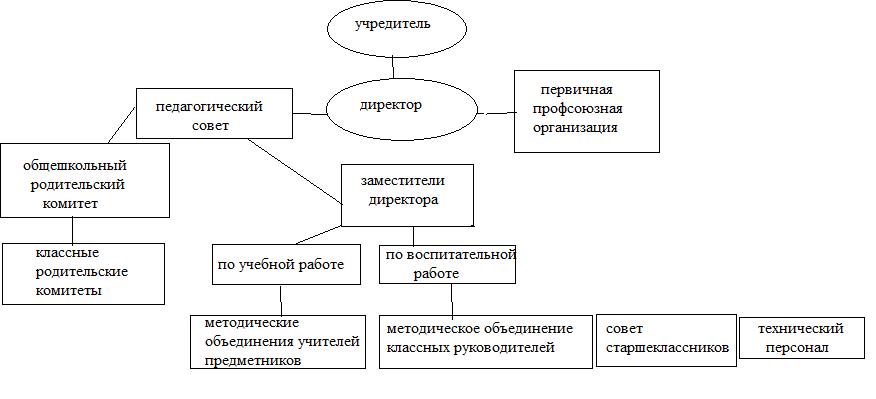 учредитель
директор
педагогический
совет
первичная
профсоюзная
организация
общешкольный
родительский
комитет
заместители
директора
классные
родительские
комитеты
по учебной работе
по воспитательной
работе
методические
объединения учителей
предметников
методическое объединение
классных руководителей
совет
старшеклассников
технический
персонал